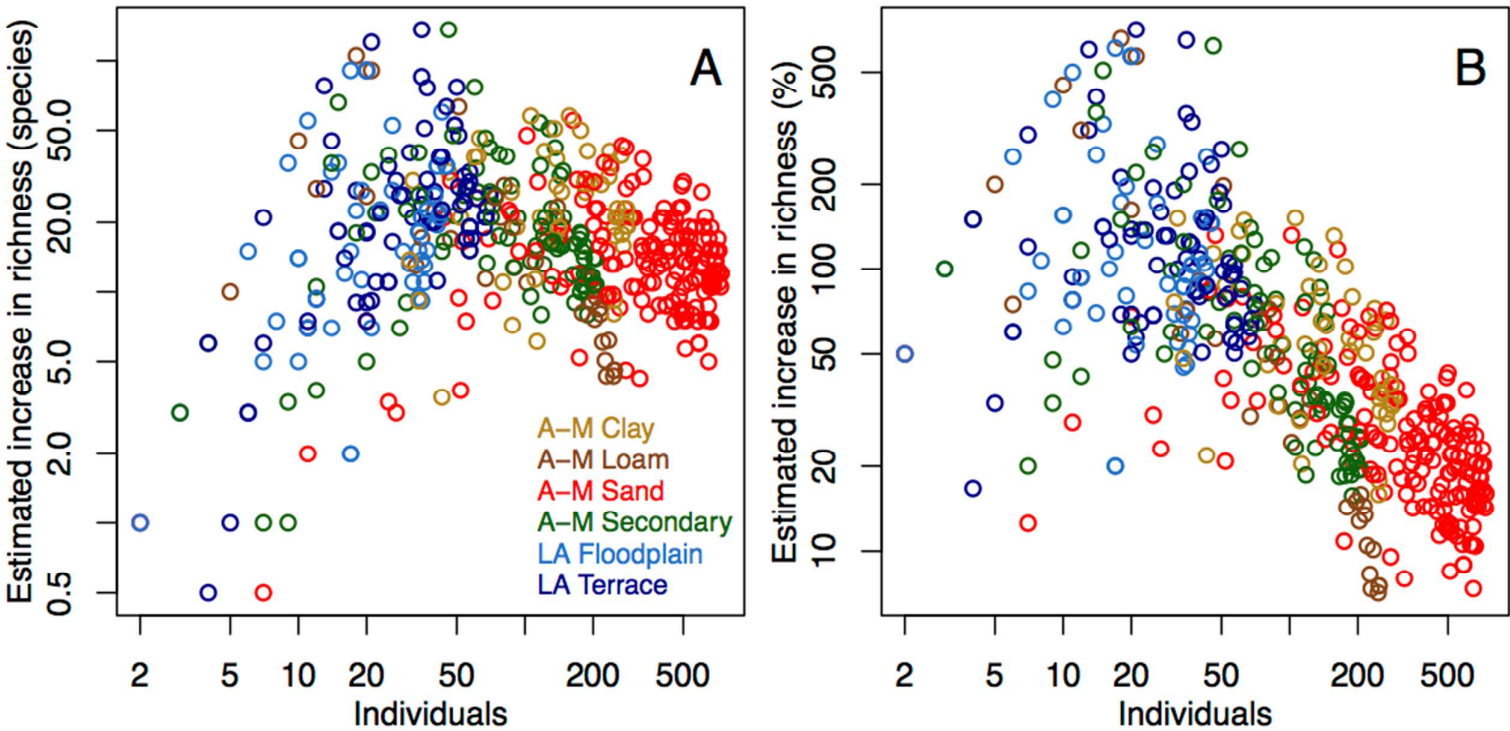 Estimated increase in richness (species)
50.0
20.0
5.0
2.0
0.5
A
A−M Clay
A−M Loam
A−M Sand
A−M Secondary
LA Floodplain
LA Terrace
2 5 10 20 50 200 500
Individuals
Estimated increase in richness (%)
500
200
100
50
20
10
B
2 5 10 20 50 200 500
Individuals